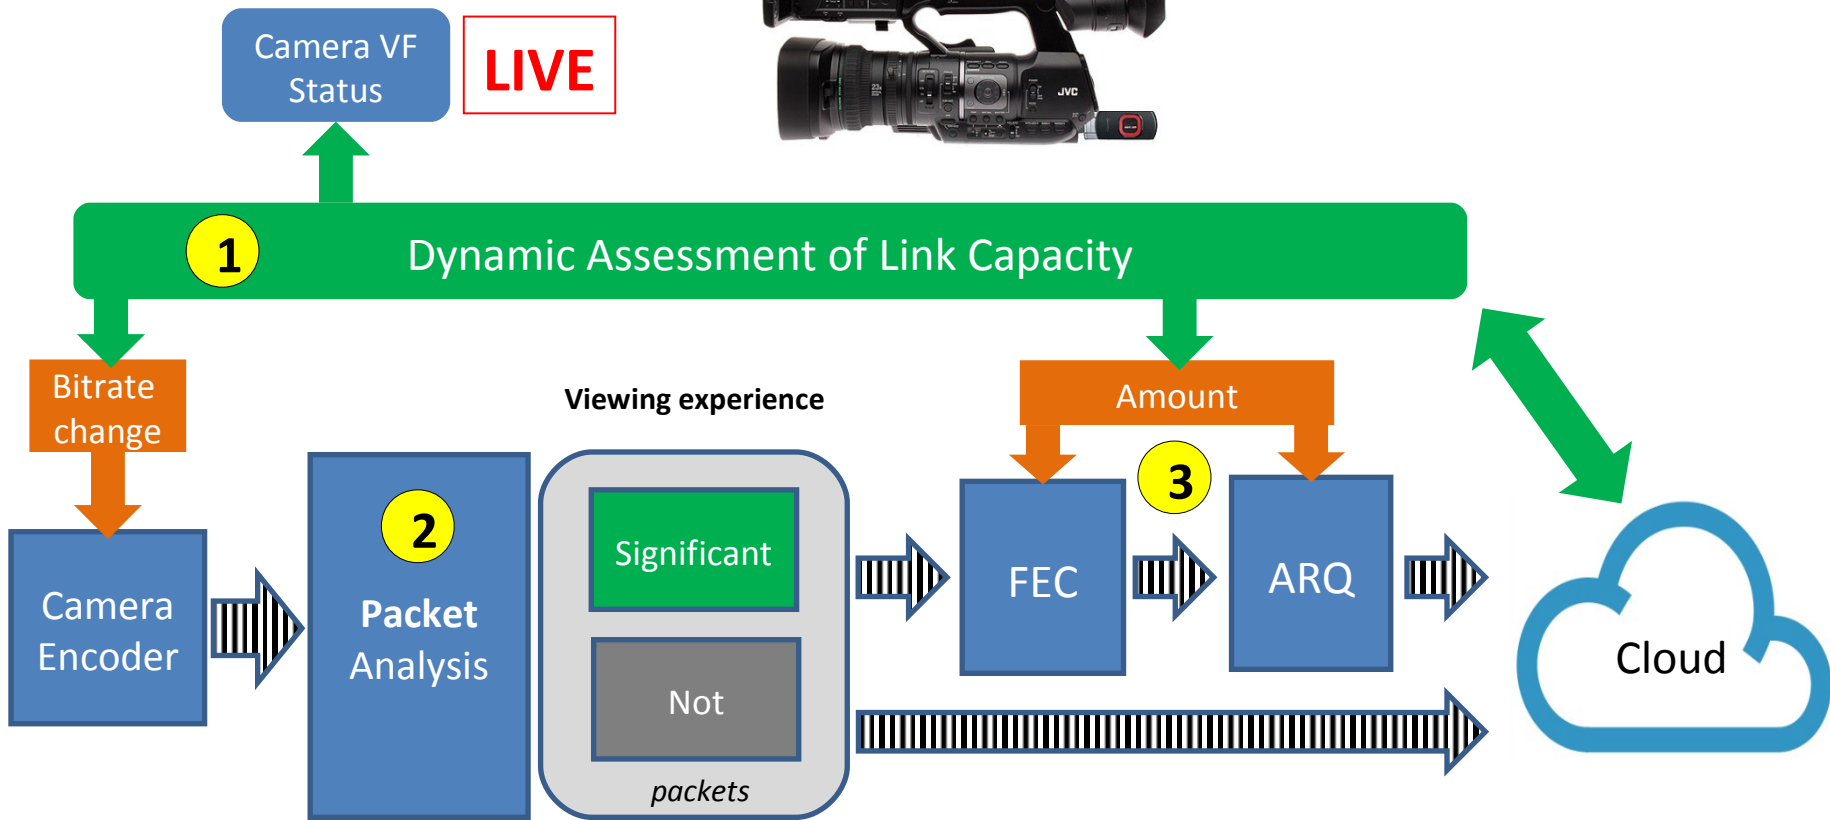 Camera VF
Status
LIVE
JVC
1
Dynamic Assessment of Link Capacity
Bitrate
change
Viewing experience
Amount
2
3
Significant
FEC
ARQ
Camera
Encoder
Packet
Analysis
Not
Cloud
packets